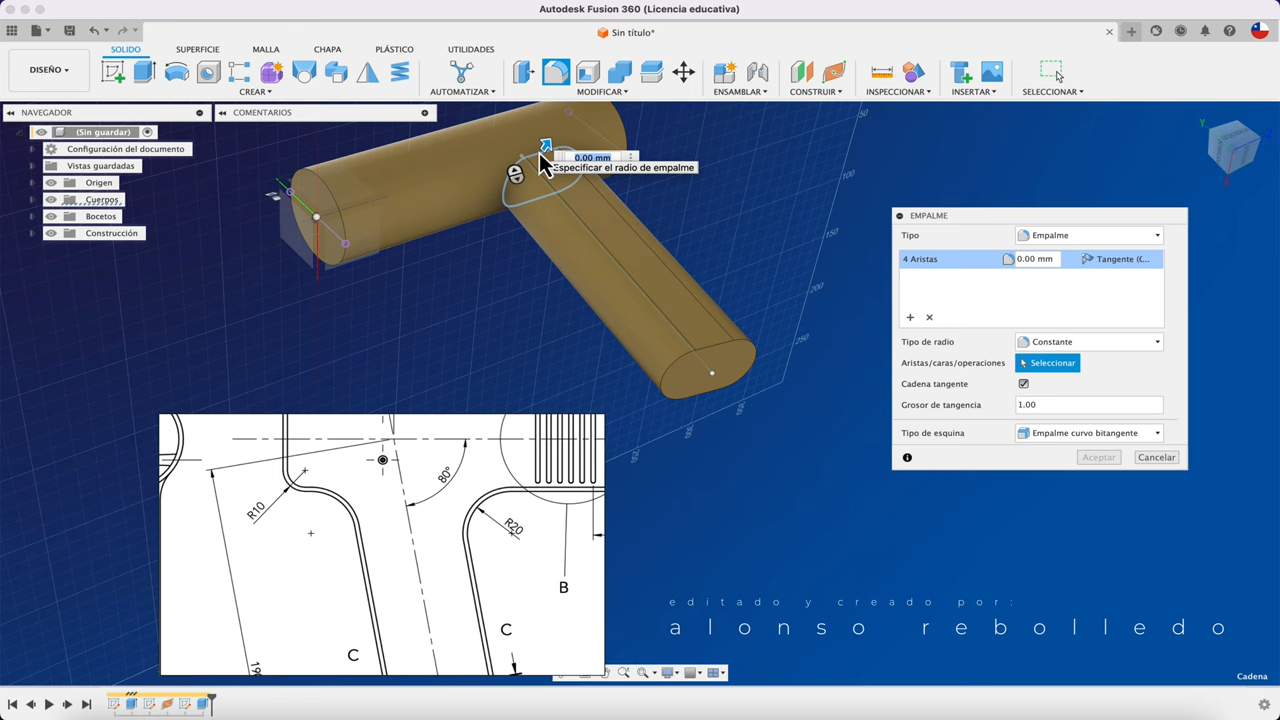 Autodesk Fusion 360 (Licencia educativa)
Sin título*
SOLIDO SUPERFICIE MALLA CHAPA PLÁSTICO UTILIDADES
DISEÑO
CREAR AUTOMATIZAR MODIFICAR ENSAMBLAR CONSTRUIR INSPECCIONAR INSERTAR SELECCIONAR
NAVEGADOR
COMENTARIOS
(Sin guardar)
Configuración del documento
Vistas guardadas
Origen
Cuerpos
Bocetos
Construcción
0.00 mm
Especificar el radio de empalme
50
100
200
250
Y
Z
X
EMPALME
Tipo Empalme
4 Aristas 0.00 mm Tangente (C...
Tipo de radio Constante
Aristas/caras/operaciones Seleccionar
Cadena tangente
Grosor de tangencia 1.00
Tipo de esquina Empalme curvo bitangente
Aceptar Cancelar
80°
R10
R20
B
C
C
editado y creado por:
alonso rebolledo
Cadena